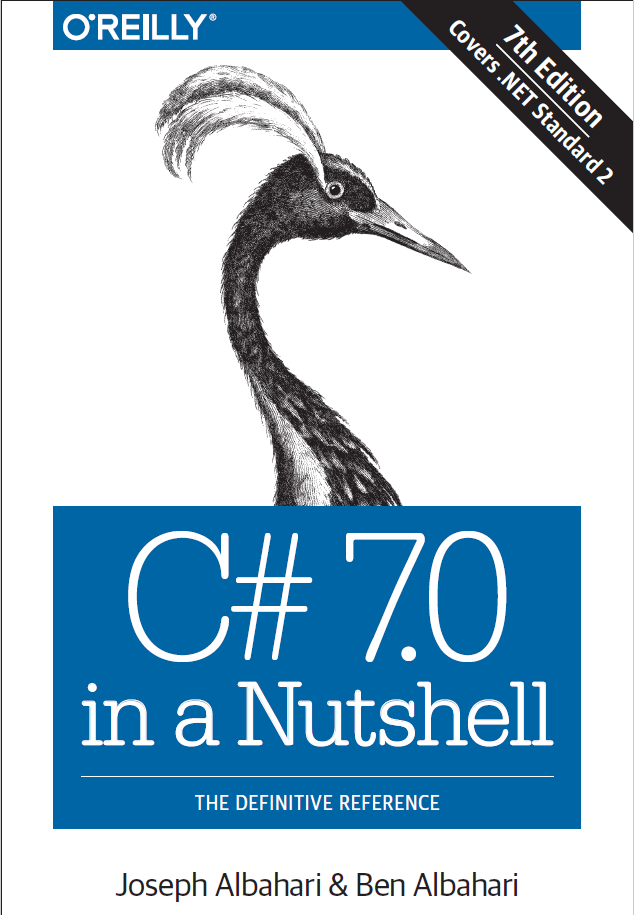 O'REILLY®
7th Edition
Covers .NET Standard 2
C# 7.0
in a Nutshell
THE DEFINITIVE REFERENCE
Joseph Albahari & Ben Albahari